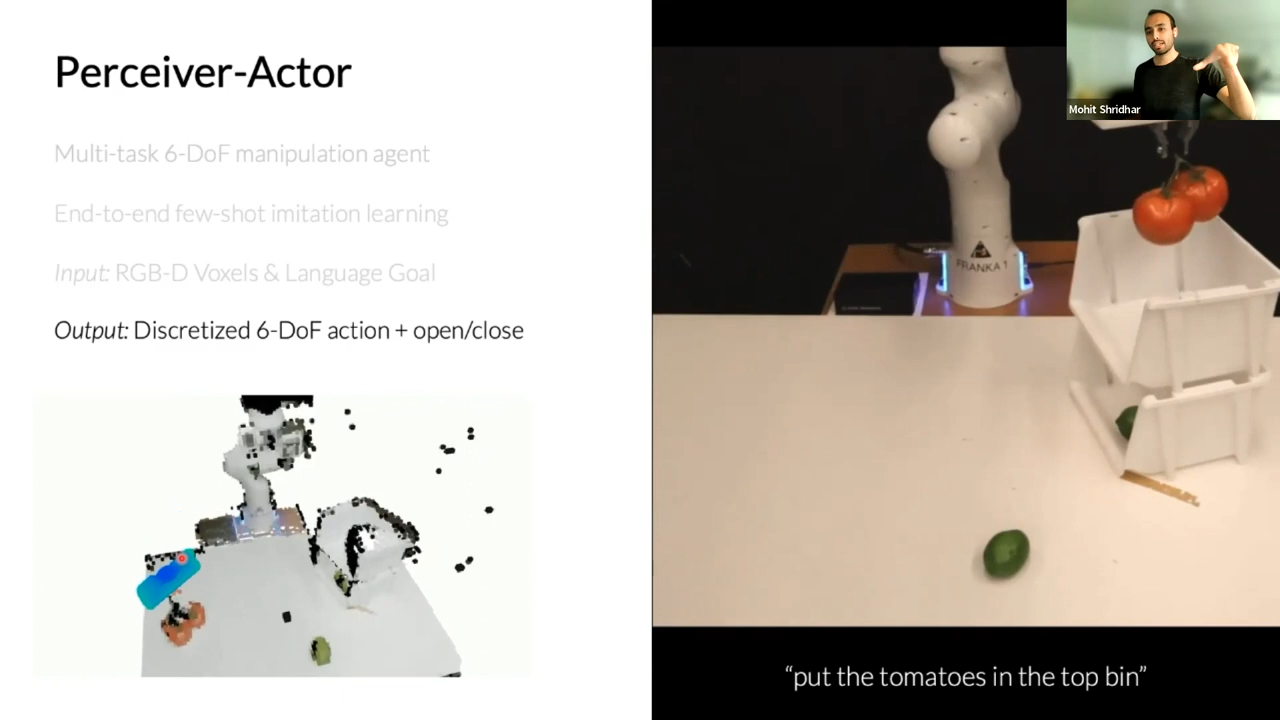 Perceiver-Actor
Multi-task 6-DoF manipulation agent
End-to-end few-shot imitation learning
Input: RGB-D Voxels & Language Goal
Output: Discretized 6-DoF action + open/close
Mohit Shridhar
FRANKA 1
“put the tomatoes in the top bin”